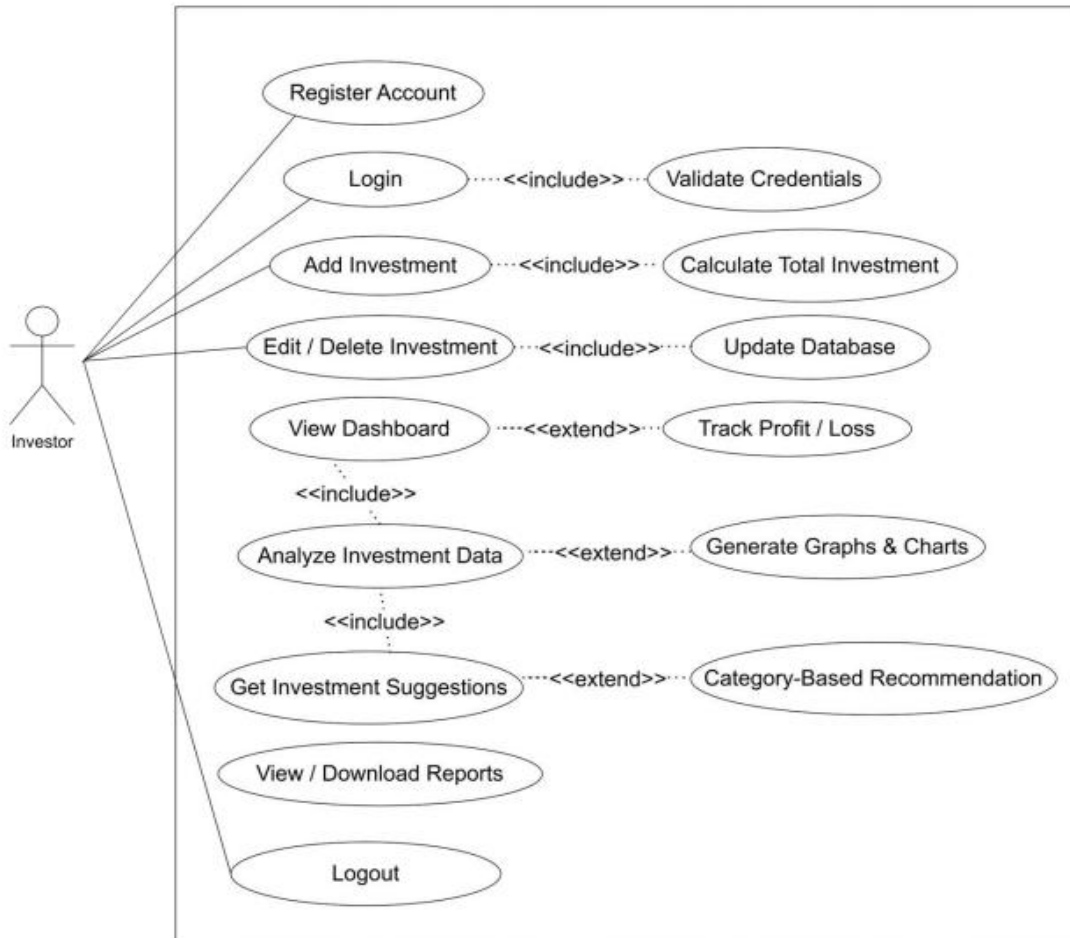 Register Account
Login
<<include>>
Validate Credentials
Add Investment
<<include>>
Calculate Total Investment
Edit / Delete Investment
<<include>>
Update Database
Investor
View Dashboard
<<extend>>
Track Profit / Loss
<<include>>
Analyze Investment Data
<<extend>>
Generate Graphs & Charts
<<include>>
Get Investment Suggestions
<<extend>>
Category-Based Recommendation
View / Download Reports
Logout